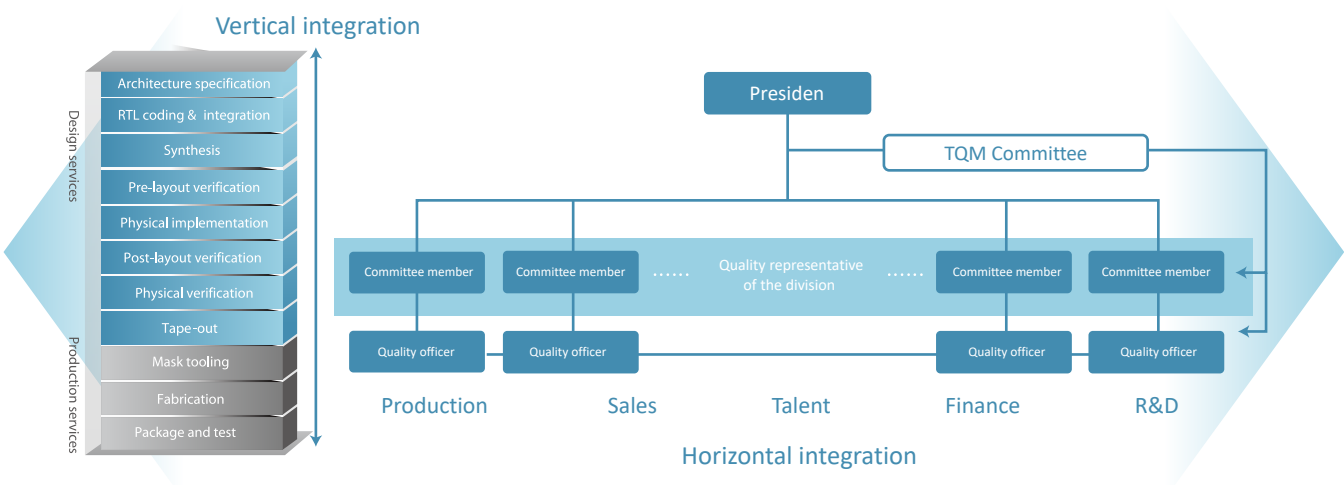 Vertical integration
Design services
Production services
Architecture specification
RTL coding & integration
Synthesis
Pre-layout verification
Physical implementation
Post-layout verification
Physical verification
Tape-out
Mask tooling
Fabrication
Package and test
Presiden
TQM Committee
Committee member
Committee member
...... Quality representative ......
of the division
Committee member
Committee member
Quality officer
Quality officer
Quality officer
Quality officer
Production
Sales
Talent
Finance
R&D
Horizontal integration